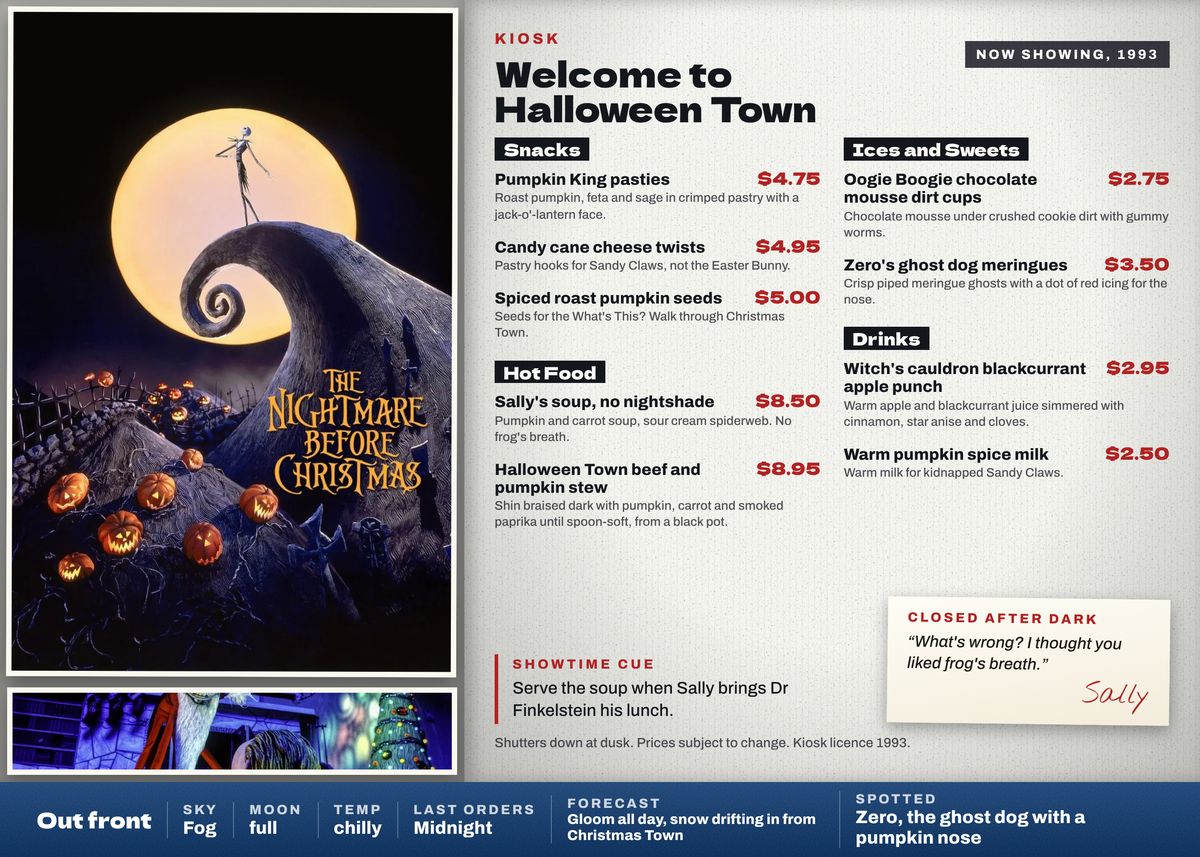 THE
NIGHTMARE
BEFORE
CHRISTMAS
KIOSK
NOW SHOWING, 1993
Welcome to
Halloween Town
Snacks
Pumpkin King pasties $4.75
Roast pumpkin, feta and sage in crimped pastry with a
jack-o'-lantern face.
Candy cane cheese twists $4.95
Pastry hooks for Sandy Claws, not the Easter Bunny.
Spiced roast pumpkin seeds $5.00
Seeds for the What's This? Walk through Christmas
Town.
Hot Food
Sally's soup, no nightshade $8.50
Pumpkin and carrot soup, sour cream spiderweb. No
frog's breath.
Halloween Town beef and $8.95
pumpkin stew
Shin braised dark with pumpkin, carrot and smoked
paprika until spoon-soft, from a black pot.
Ices and Sweets
Oogie Boogie chocolate $2.75
mousse dirt cups
Chocolate mousse under crushed cookie dirt with gummy
worms.
Zero's ghost dog meringues $3.50
Crisp piped meringue ghosts with a dot of red icing for the
nose.
Drinks
Witch's cauldron blackcurrant $2.95
apple punch
Warm apple and blackcurrant juice simmered with
cinnamon, star anise and cloves.
Warm pumpkin spice milk $2.50
Warm milk for kidnapped Sandy Claws.
SHOWTIME CUE
Serve the soup when Sally brings Dr
Finkelstein his lunch.
CLOSED AFTER DARK
“What's wrong? I thought you
liked frog's breath.”
Sally
Shutters down at dusk. Prices subject to change. Kiosk licence 1993.
Out front
SKY
Fog
MOON
full
TEMP
chilly
LAST ORDERS
Midnight
FORECAST
Gloom all day, snow drifting in from
Christmas Town
SPOTTED
Zero, the ghost dog with a
pumpkin nose